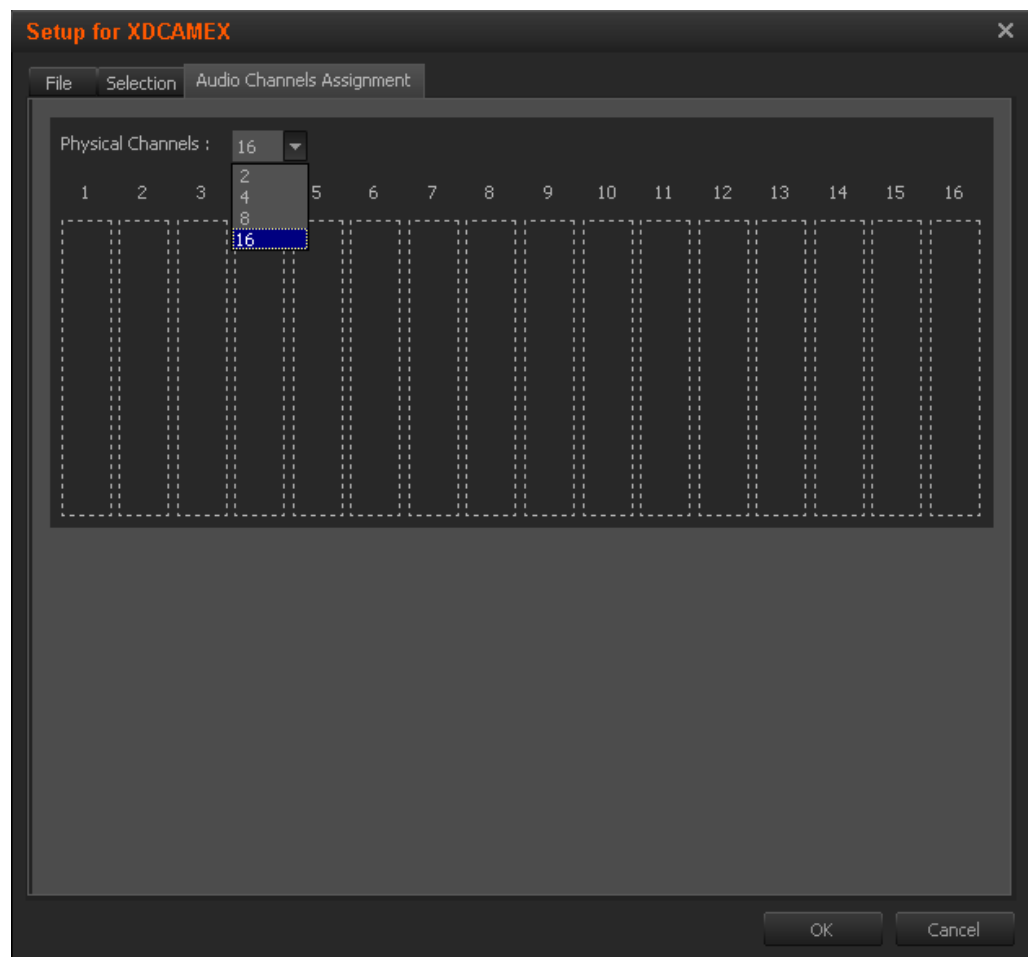 Setup for XDCAMEX
File Selection Audio Channels Assignment
Physical Channels : 16
2
4
8
16
1 2 3 5 6 7 8 9 10 11 12 13 14 15 16
OK Cancel